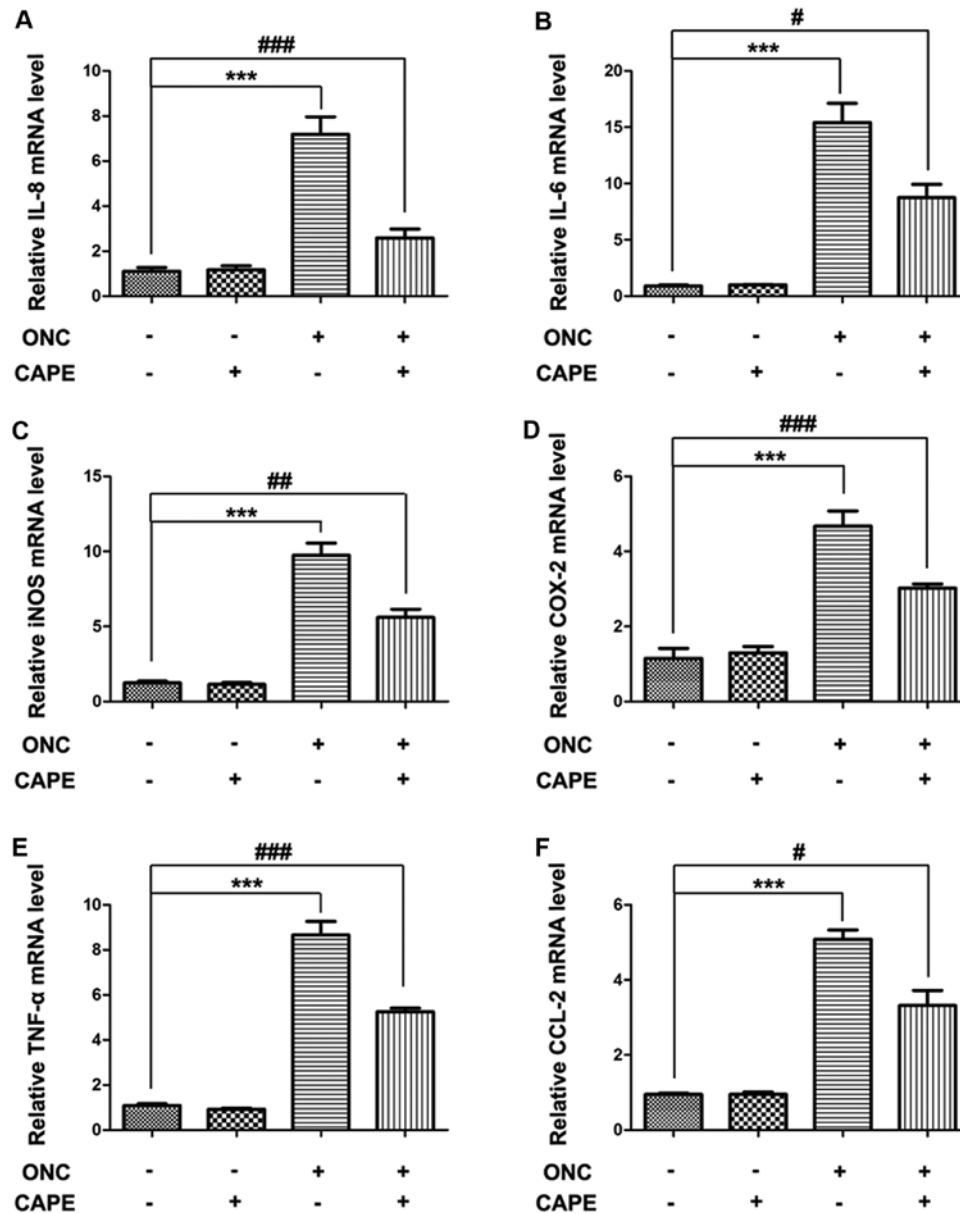 A
###
***
Relative IL-8 mRNA level
10
8
6
4
2
0
ONC - - + +
CAPE - + - +
B
#
***
Relative IL-6 mRNA level
20
15
10
5
0
ONC - - + +
CAPE - + - +
C
##
***
Relative iNOS mRNA level
15
10
5
0
ONC - - + +
CAPE - + - +
D
###
***
Relative COX-2 mRNA level
6
4
2
0
ONC - - + +
CAPE - + - +
E
###
***
Relative TNF-α mRNA level
10
8
6
4
2
0
ONC - - + +
CAPE - + - +
F
#
***
Relative CCL-2 mRNA level
6
4
2
0
ONC - - + +
CAPE - + - +